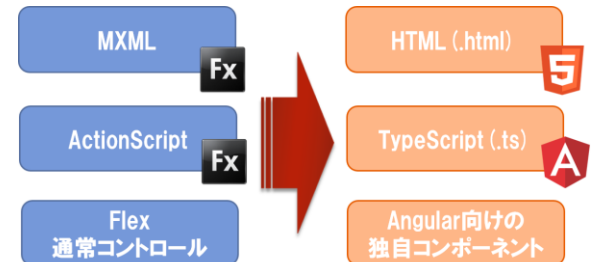 MXML
Fx
HTML (.html)
5
ActionScript
Fx
TypeScript (.ts)
A
Flex
通常コントロール
Angular向けの
独自コンポーネント